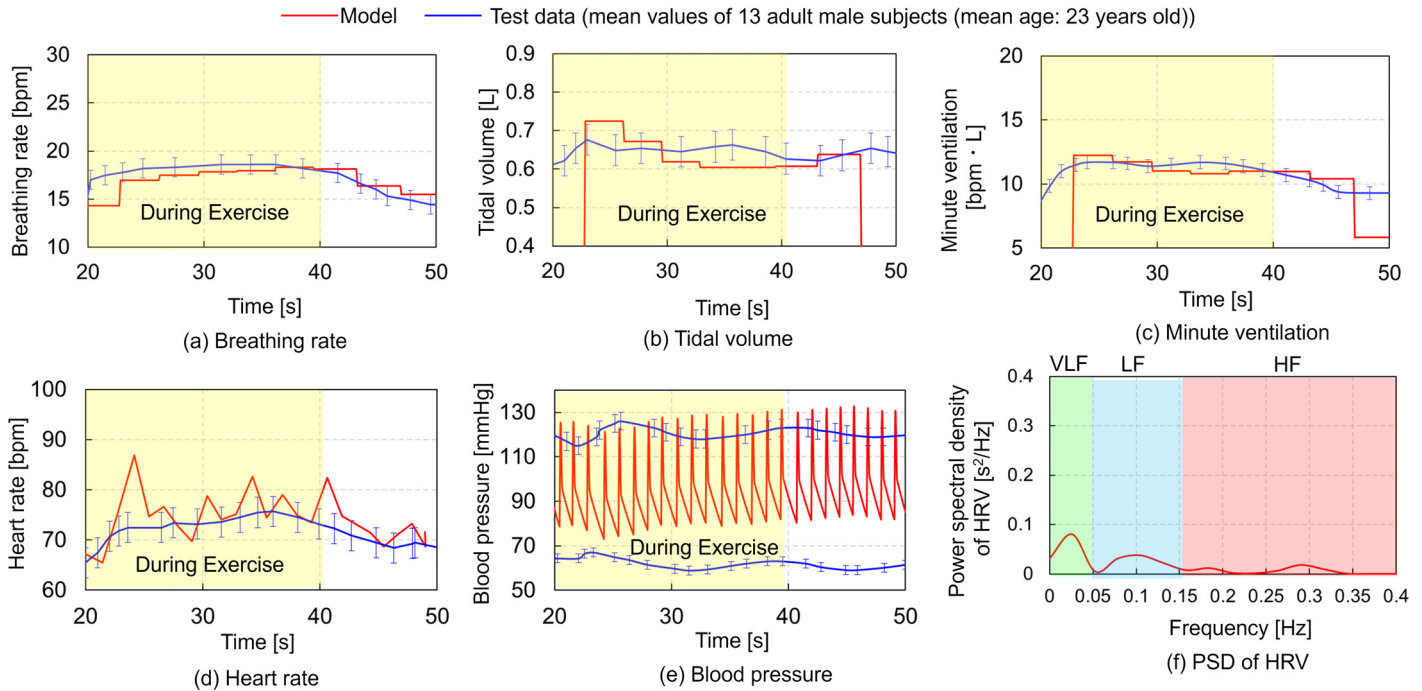 Model
Test data (mean values of 13 adult male subjects (mean age: 23 years old))
Breathing rate [bpm]
30
25
20
15
10
During Exercise
20 30 40 50
Time [s]
(a) Breathing rate
Tidal volume [L]
0.9
0.8
0.7
0.6
0.5
0.4
During Exercise
20 30 40 50
Time [s]
(b) Tidal volume
Minute ventilation
[bpm・L]
20
15
10
5
During Exercise
20 30 40 50
Time [s]
(c) Minute ventilation
Heart rate [bpm]
100
90
80
70
60
During Exercise
20 30 40 50
Time [s]
(d) Heart rate
Blood pressure [mmHg]
130
110
90
70
50
During Exercise
20 30 40 50
Time [s]
(e) Blood pressure
VLF LF HF
Power spectral density
of HRV [s²/Hz]
0.4
0.3
0.2
0.1
0
0 0.05 0.1 0.15 0.2 0.25 0.3 0.35 0.4
Frequency [Hz]
(f) PSD of HRV